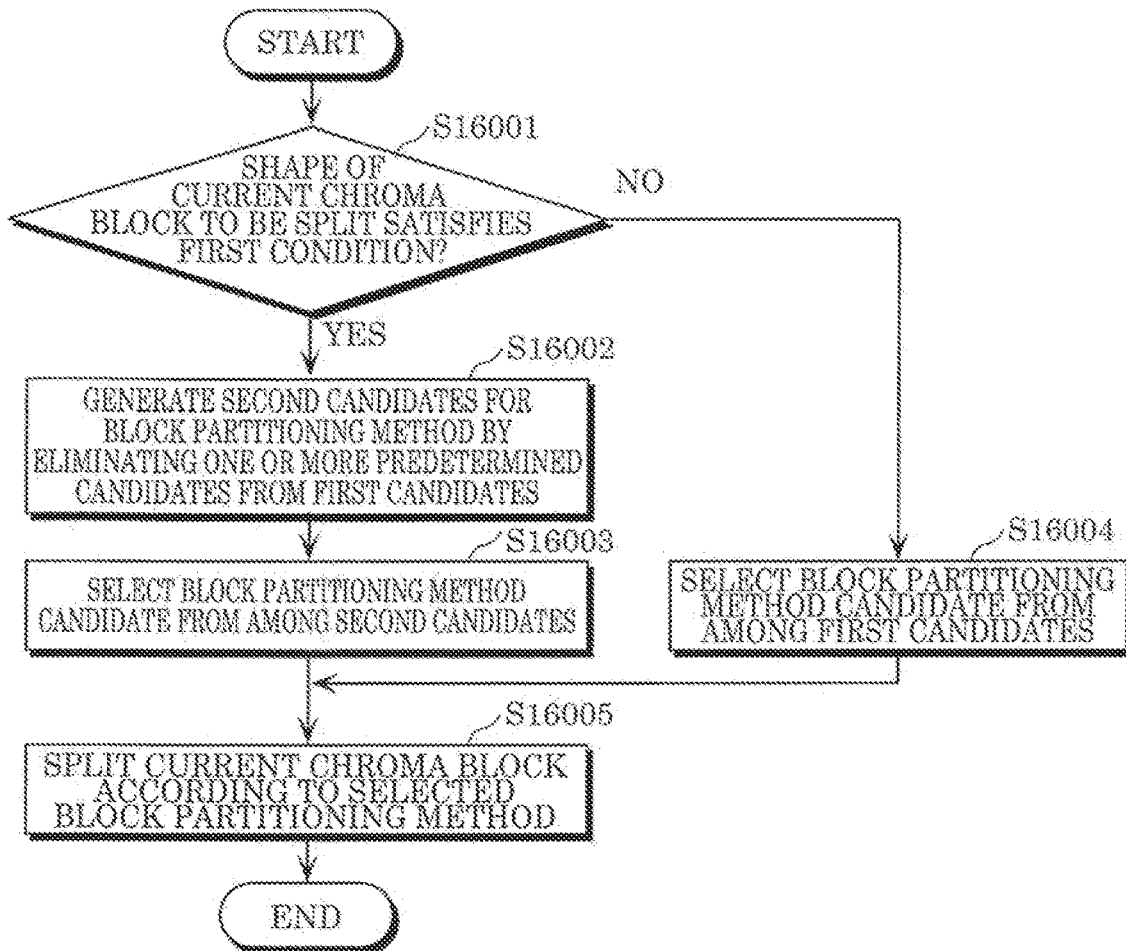 START
S16001
SHAPE OF
CURRENT CHROMA
BLOCK TO BE SPLIT SATISFIES
FIRST CONDITION?
NO
YES
S16002
GENERATE SECOND CANDIDATES FOR
BLOCK PARTITIONING METHOD BY
ELIMINATING ONE OR MORE PREDETERMINED
CANDIDATES FROM FIRST CANDIDATES
S16003
SELECT BLOCK PARTITIONING METHOD
CANDIDATE FROM AMONG SECOND CANDIDATES
S16004
SELECT BLOCK PARTITIONING
METHOD CANDIDATE FROM
AMONG FIRST CANDIDATES
S16005
SPLIT CURRENT CHROMA BLOCK
ACCORDING TO SELECTED
BLOCK PARTITIONING METHOD
END